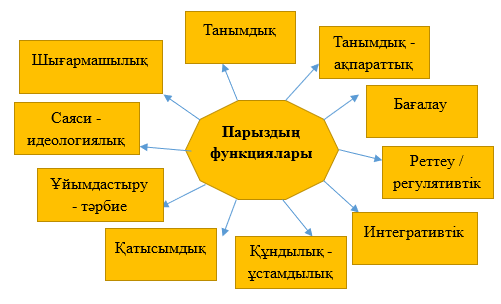 Танымдық
Танымдық -
ақпараттық
Шығармашылық
Бағалау
Саяси -
идеологиялық
Парыздың
функциялары
Реттеу /
регулятивтік
Ұйымдастыру
- тәрбие
Интегративтік
Қатысымдық
Құндылық -
ұстамдылық